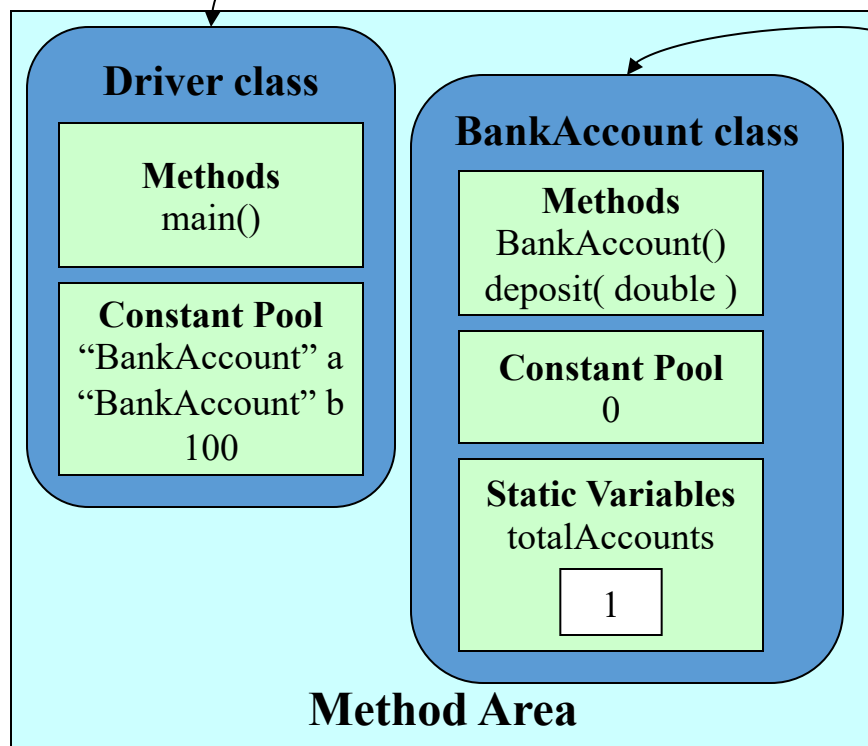 Driver class
Methods
main()
Constant Pool
“BankAccount” a
“BankAccount” b
100
BankAccount class
Methods
BankAccount()
deposit( double )
Constant Pool
0
Static Variables
totalAccounts
1
Method Area